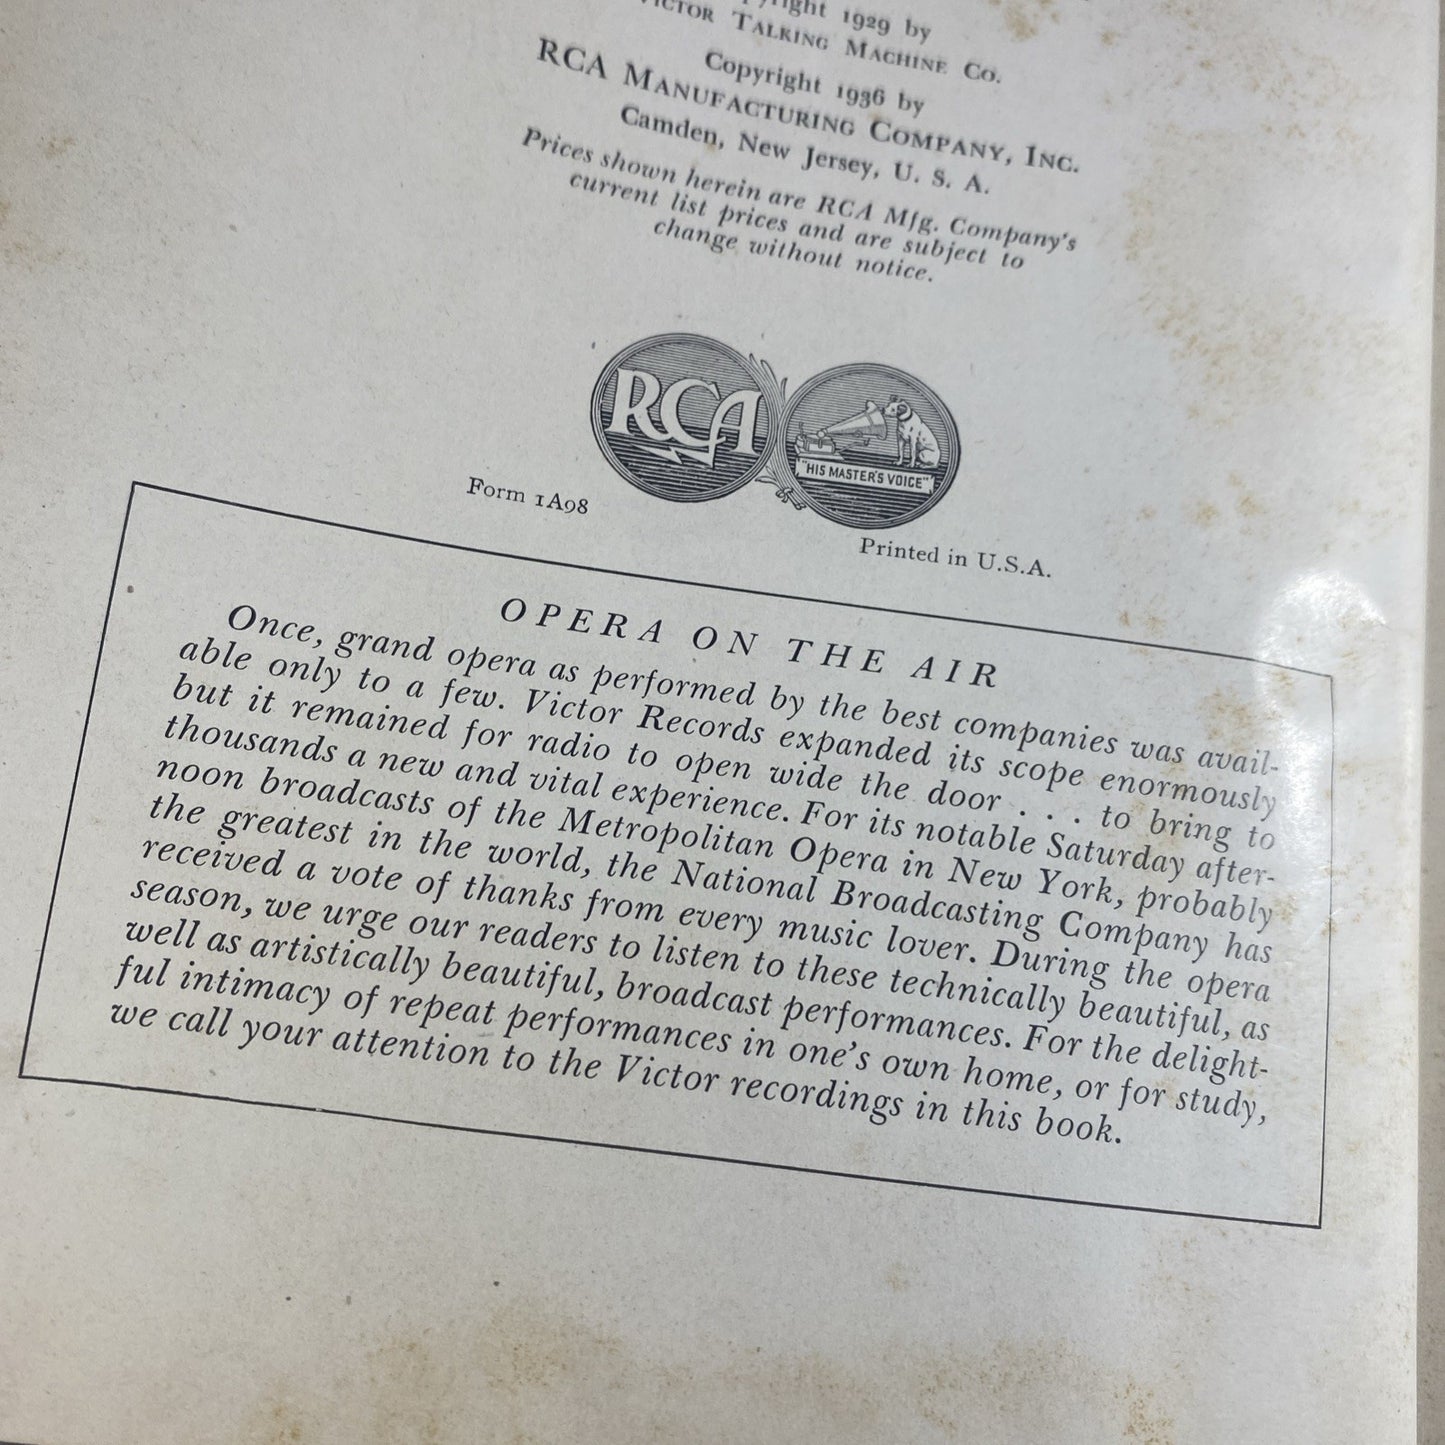 Copyright 1929 by
VICTOR TALKING MACHINE CO.
Copyright 1936 by
RCA MANUFACTURING COMPANY, INC.
Camden, New Jersey, U. S. A.
Prices shown herein are RCA Mfg. Company's
current list prices and are subject to
change without notice.
RCA
"HIS MASTER'S VOICE"
Form 1A98
Printed in U.S.A.
OPERA ON THE AIR
Once, grand opera as performed by the best companies was avail-
able only to a few. Victor Records expanded its scope enormously
but it remained for radio to open wide the door . . . to bring to
thousands a new and vital experience. For its notable Saturday after-
noon broadcasts of the Metropolitan Opera in New York, probably
the greatest in the world, the National Broadcasting Company has
received a vote of thanks from every music lover. During the opera
season, we urge our readers to listen to these technically beautiful, as
well as artistically beautiful, broadcast performances. For the delight-
ful intimacy of repeat performances in one's own home, or for study,
we call your attention to the Victor recordings in this book.